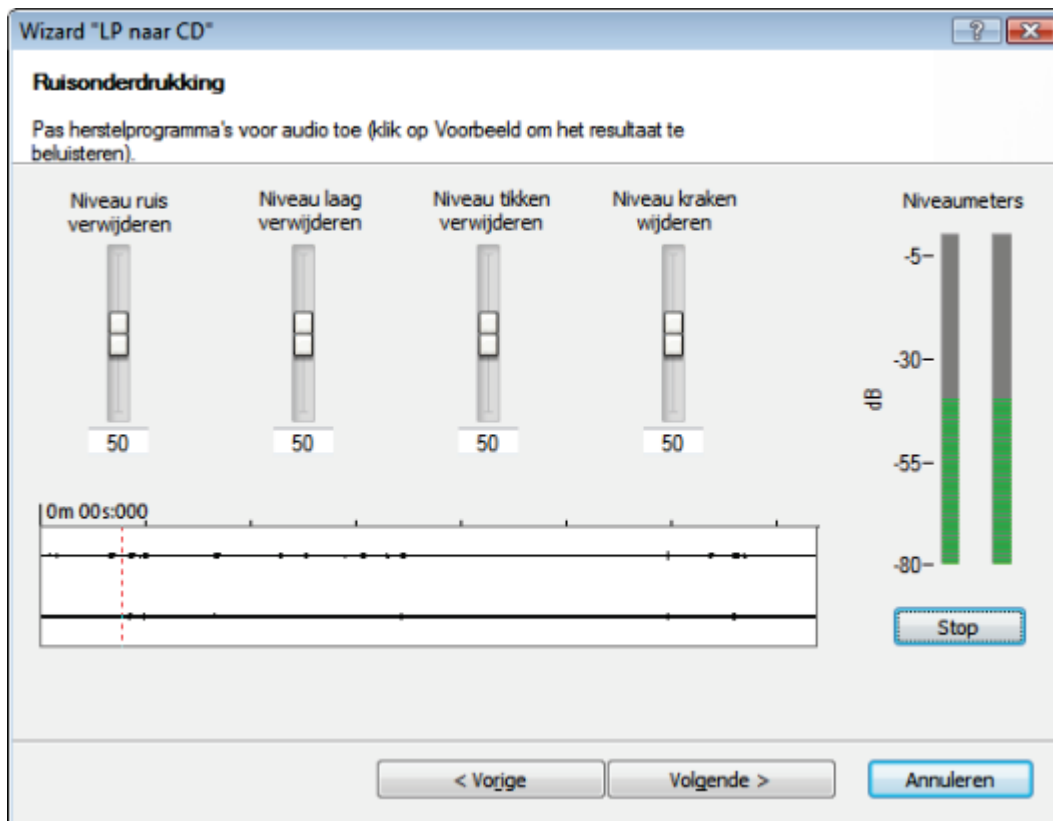 Wizard "LP naar CD"
Ruisonderdrukking
Pas herstelprogramma's voor audio toe (klik op Voorbeeld om het resultaat te
beluisteren).
Niveau ruis
verwijderen
Niveau laag
verwijderen
Niveau tikken
verwijderen
Niveau kraken
wijderen
Niveaumeters
-5
-30
dB
-55
-80
50
50
50
50
0m 00s:000
Stop
< Vorige
Volgende >
Annuleren